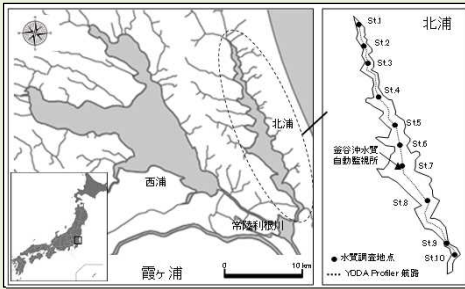 北浦
西浦
常陸利根川
霞ヶ浦
0
10 km
北浦
St.1
St.2
St.3
St.4
St.5
St.6
釜谷沖水質
自動監視所
St.7
St.8
St.9
St.10
水質調査地点
YODA Profiler 航路